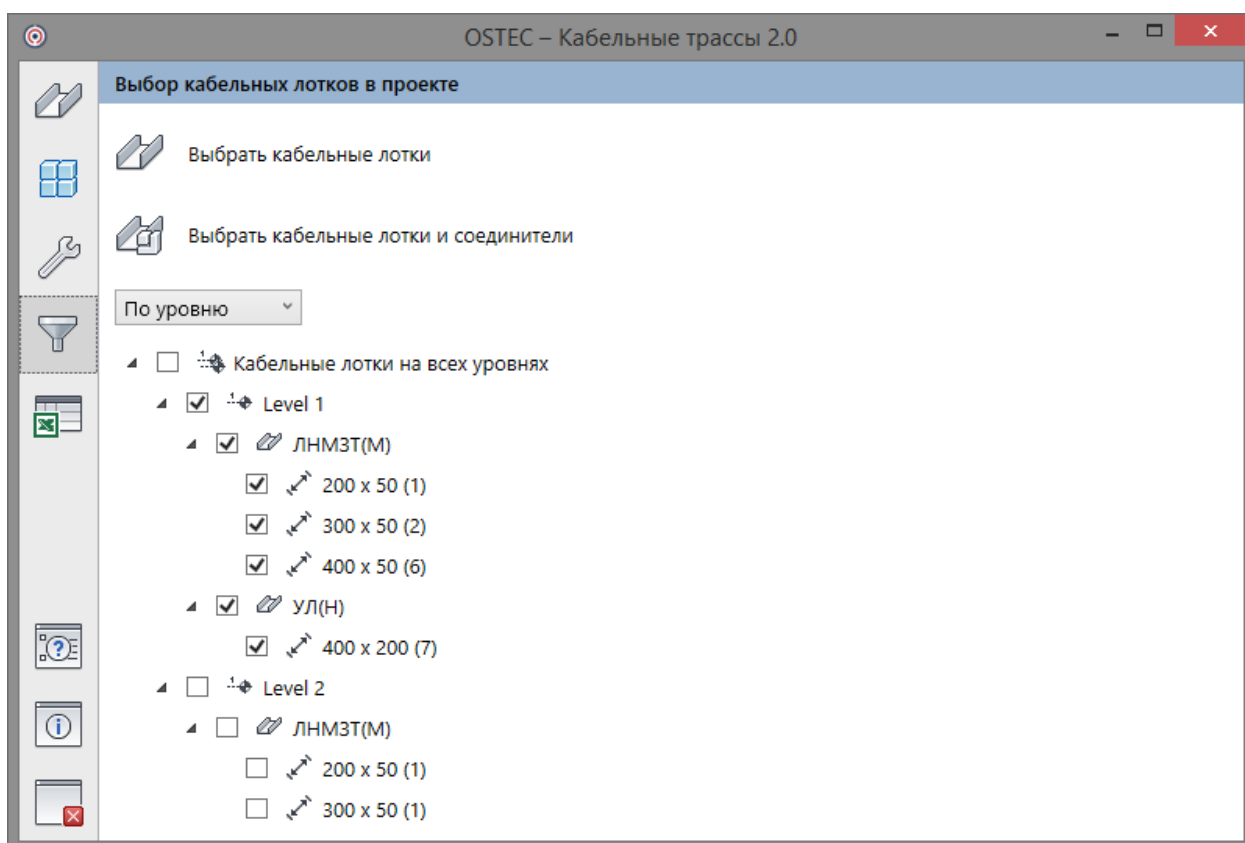 OSTEC – Кабельные трассы 2.0
Выбор кабельных лотков в проекте
Выбрать кабельные лотки
Выбрать кабельные лотки и соединители
По уровню
Кабельные лотки на всех уровнях
Level 1
ЛНМЗТ(М)
200 x 50 (1)
300 x 50 (2)
400 x 50 (6)
УЛ(Н)
400 x 200 (7)
Level 2
ЛНМЗТ(М)
200 x 50 (1)
300 x 50 (1)